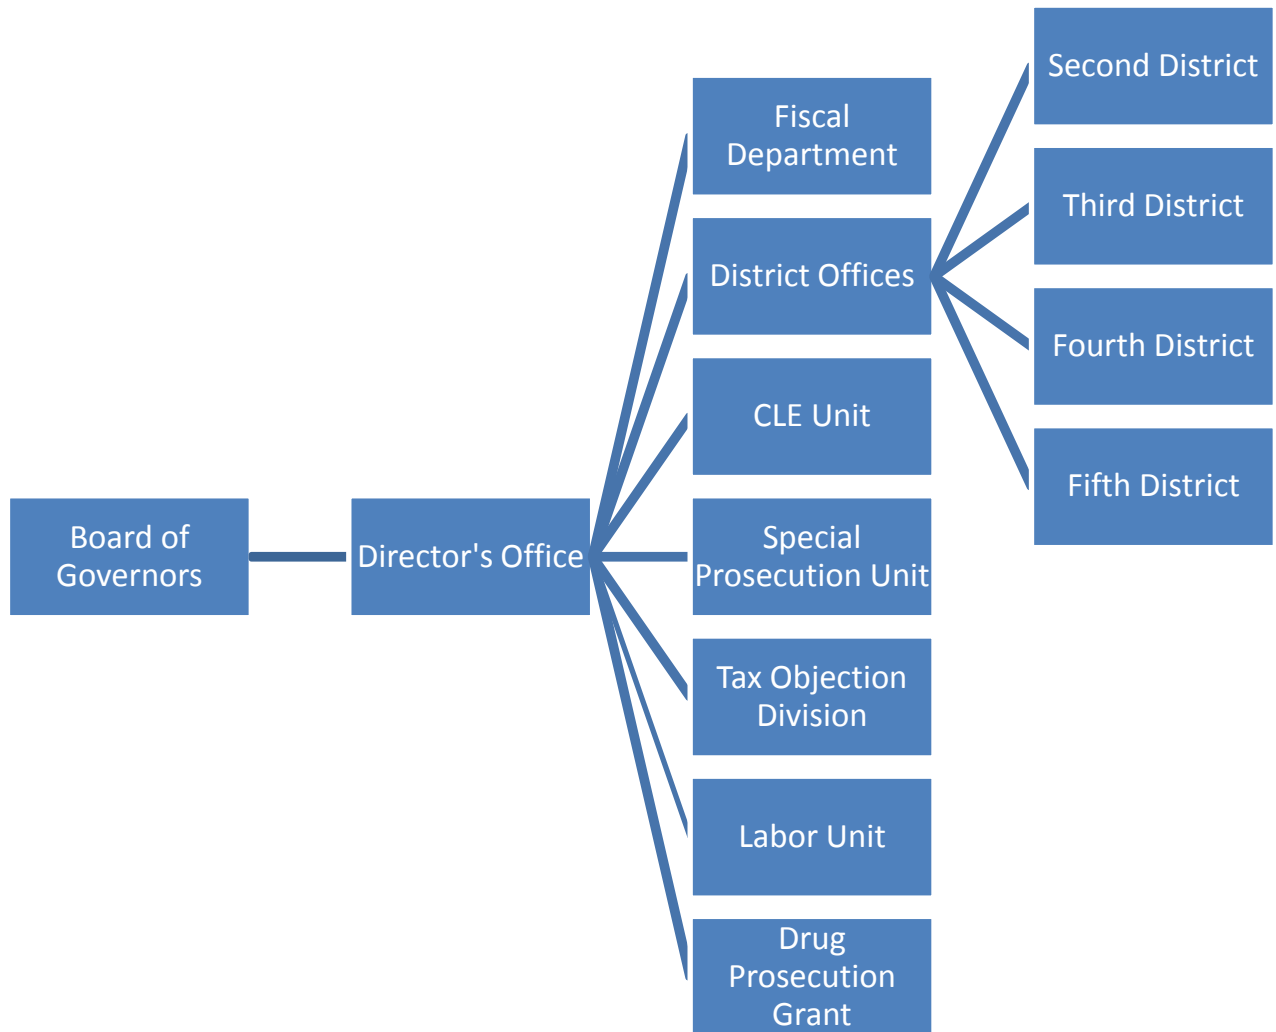 Board of
Governors
Director's Office
Fiscal
Department
District Offices
CLE Unit
Special
Prosecution Unit
Tax Objection
Division
Labor Unit
Drug
Prosecution
Grant
Second District
Third District
Fourth District
Fifth District